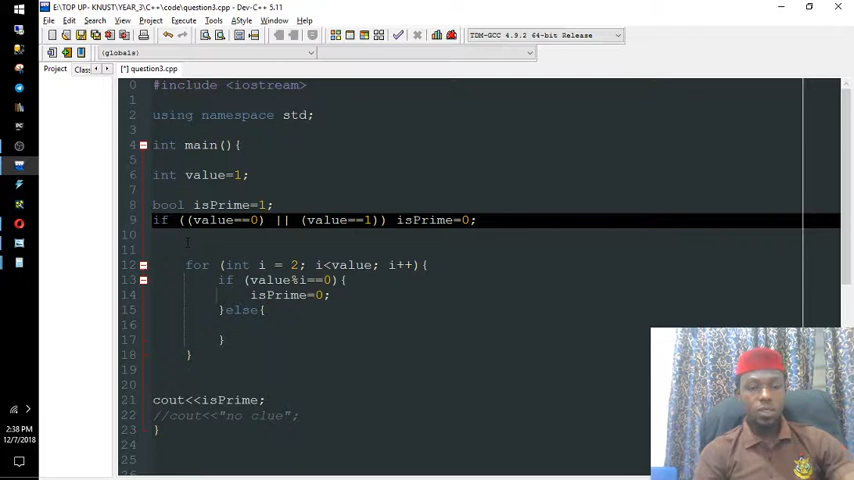 E:\TOP UP - KNUST\YEAR_3\C++\code\question3.cpp - Dev-C++ 5.11
File Edit Search View Project Execute Tools AStyle Window Help
TDM-GCC 4.9.2 64-bit Release
(globals)
Project Class [*] question3.cpp
0 #include <iostream>
1
2 using namespace std;
3
4 int main(){
5
6 int value=1;
7
8 bool isPrime=1;
9 if ((value==0) || (value==1)) isPrime=0;
10
11
12 for (int i = 2; i<value; i++){
13 if (value%i==0){
14 isPrime=0;
15 }else{
16
17 }
18 }
19
20
21 cout<<isPrime;
22 //cout<<"no clue";
23 }
24
25
26
2:38 PM
12/7/2018